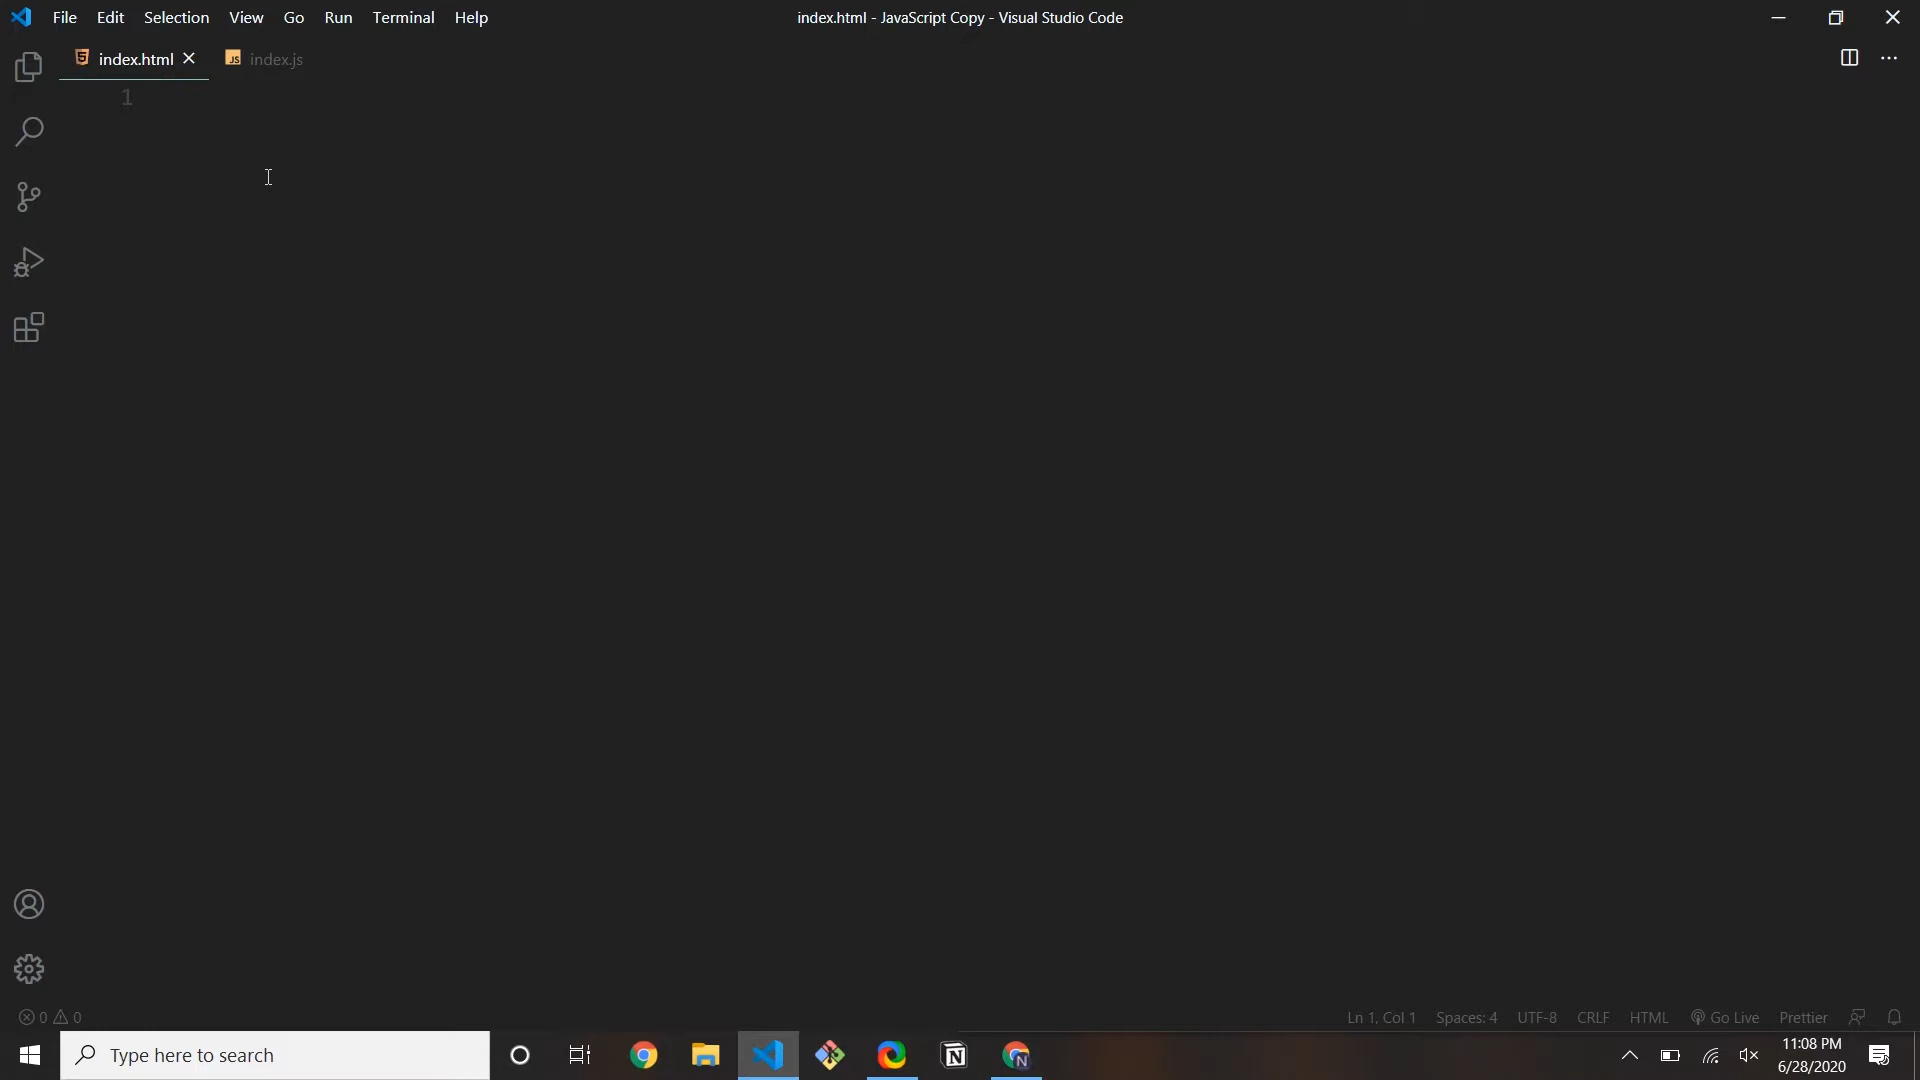 File Edit Selection View Go Run Terminal Help index.html - JavaScript Copy - Visual Studio Code
index.html index.js
1
0 0 Ln 1, Col 1 Spaces: 4 UTF-8 CRLF HTML Go Live Prettier
Type here to search
11:08 PM
6/28/2020